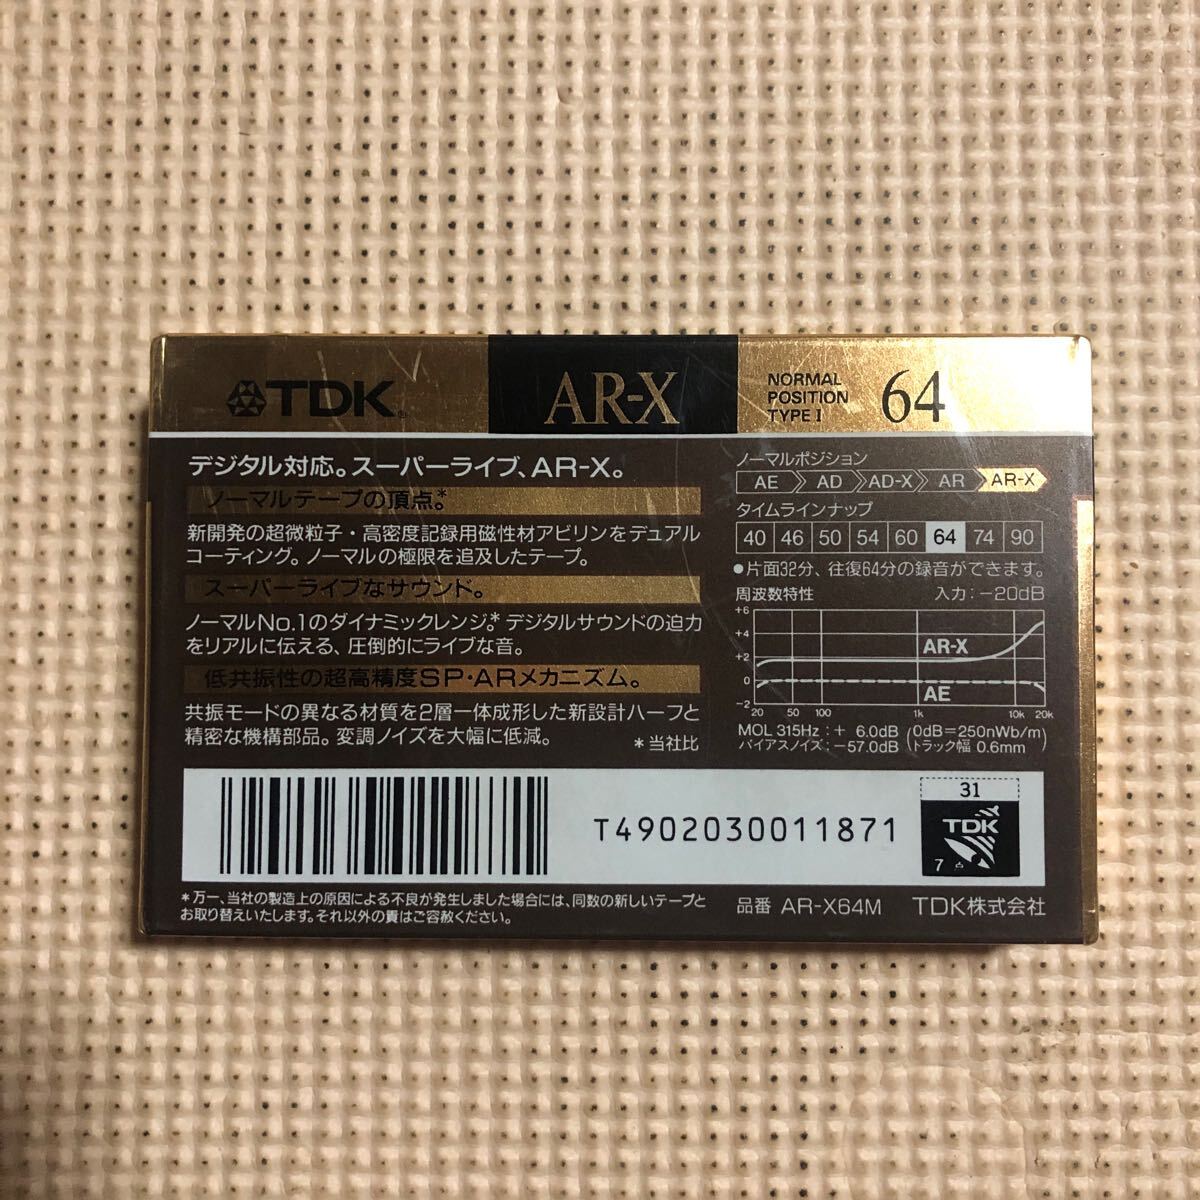 TDK®
AR-X
NORMAL
POSITION
TYPE I
64
デジタル対応。スーパーライブ、AR-X。
ノーマルテープの頂点。*
新開発の超微粒子・高密度記録用磁性材アビリンをデュアル
コーティング。ノーマルの極限を追及したテープ。
スーパーライブなサウンド。
ノーマルNo.1のダイナミックレンジ。*デジタルサウンドの迫力
をリアルに伝える、圧倒的にライブな音。
低共振性の超高精度SP・ARメカニズム。
共振モードの異なる材質を2層一体成形した新設計ハーフと
精密な機構部品。変調ノイズを大幅に低減。 *当社比
ノーマルポジション
AE AD AD-X AR AR-X
タイムラインナップ
40 46 50 54 60 64 74 90
●片面32分、往復64分の録音ができます。
周波数特性 入力：−20dB
+6
+4
+2
0
−2
AR-X
AE
20 50 100 1k 10k 20k
MOL 315Hz：+ 6.0dB (0dB=250nWb/m
バイアスノイズ：−57.0dB トラック幅 0.6mm)
T4902030011871
31
TDK
7 点
*万一、当社の製造上の原因による不良が発生しました場合には、同数の新しいテープと
お取り替えいたします。それ以外の責はご容赦ください。
品番 AR-X64M TDK株式会社